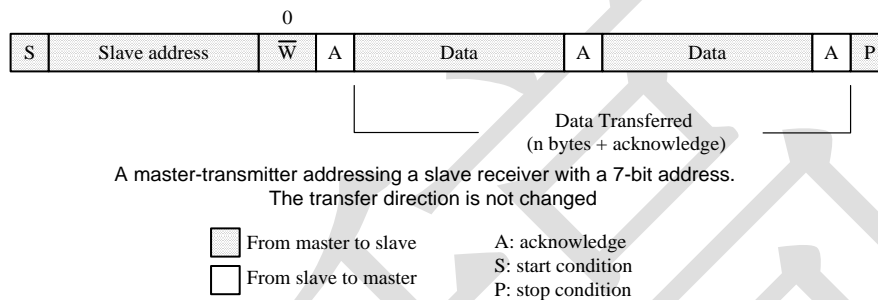 0
S Slave address W̅ A Data A Data A P
Data Transferred
(n bytes + acknowledge)
A master-transmitter addressing a slave receiver with a 7-bit address.
The transfer direction is not changed
From master to slave A: acknowledge
From slave to master S: start condition
P: stop condition